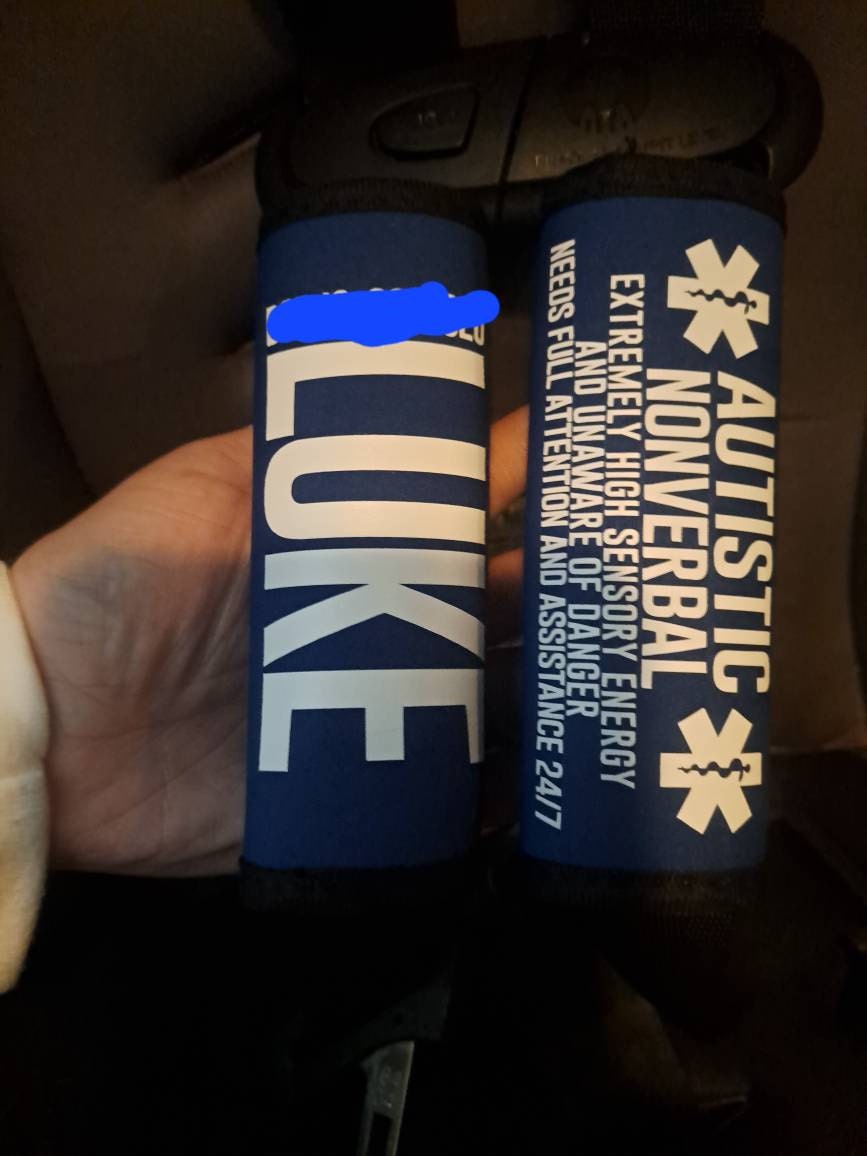 LUKE
AUTISTIC
NONVERBAL
EXTREMELY HIGH SENSORY ENERGY
AND UNAWARE OF DANGER
NEEDS FULL ATTENTION AND ASSISTANCE 24/7